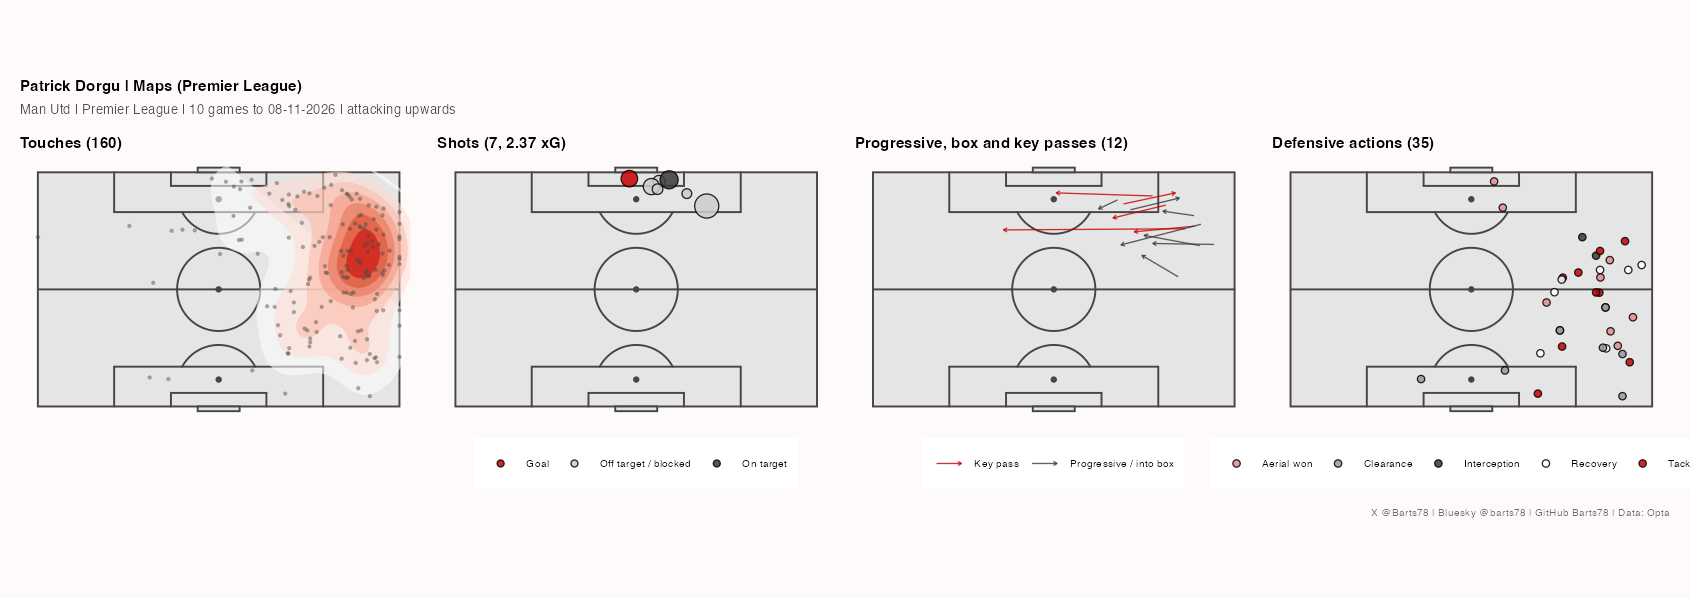 Patrick Dorgu | Maps (Premier League)
Man Utd | Premier League | 10 games to 08-11-2026 | attacking upwards
Touches (160)
Shots (7, 2.37 xG)
Progressive, box and key passes (12)
Defensive actions (35)
Goal
Off target / blocked
On target
Key pass
Progressive / into box
Aerial won
Clearance
Interception
Recovery
Tack
X @Barts78 | Bluesky @barts78 | GitHub Barts78 | Data: Opta